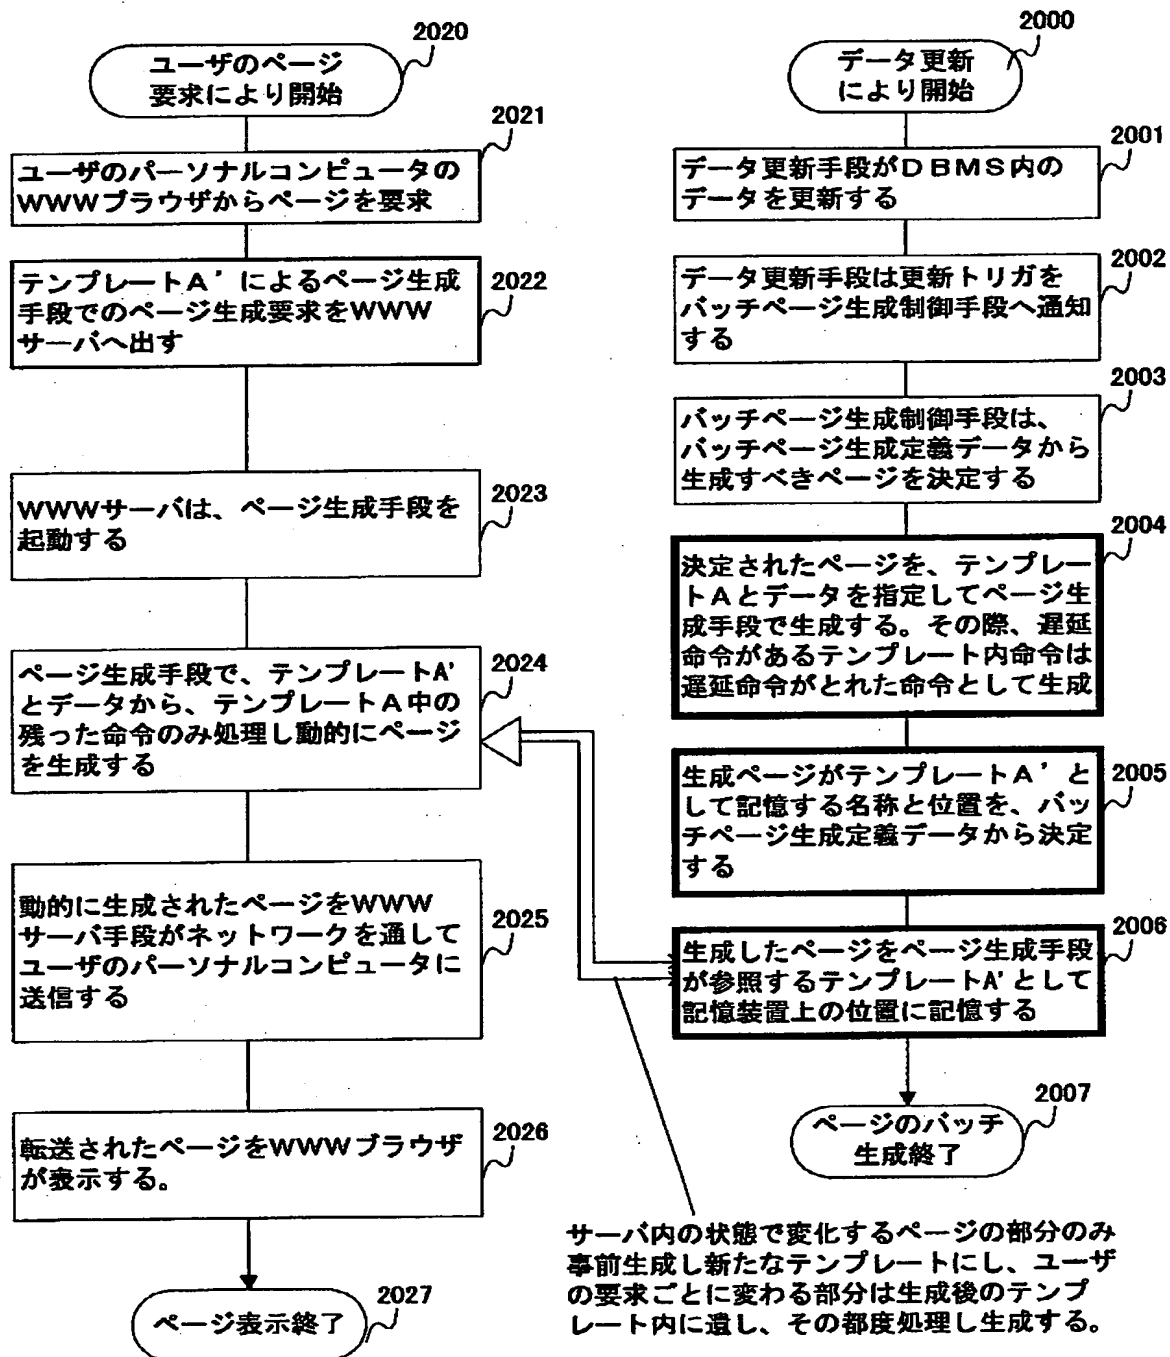 2020
ユーザのページ
要求により開始
2021
ユーザのパーソナルコンピュータの
WWWブラウザからページを要求
2022
テンプレートA'によるページ生成
手段でのページ生成要求をWWW
サーバへ出す
2023
WWWサーバは、ページ生成手段を
起動する
2024
ページ生成手段で、テンプレートA'
とデータから、テンプレートA中の
残った命令のみ処理し動的にページ
を生成する
2025
動的に生成されたページをWWW
サーバ手段がネットワークを通して
ユーザのパーソナルコンピュータに
送信する
2026
転送されたページをWWWブラウザ
が表示する。
2027
ページ表示終了
2000
データ更新
により開始
2001
データ更新手段がDBMS内の
データを更新する
2002
データ更新手段は更新トリガを
バッチページ生成制御手段へ通知
する
2003
バッチページ生成制御手段は、
バッチページ生成定義データから
生成すべきページを決定する
2004
決定されたページを、テンプレー
トAとデータを指定してページ生
成手段で生成する。その際、遅延
命令があるテンプレート内命令は
遅延命令がとれた命令として生成
2005
生成ページがテンプレートA'と
して記憶する名称と位置を、バッ
チページ生成定義データから決定
する
2006
生成したページをページ生成手段
が参照するテンプレートA'として
記憶装置上の位置に記憶する
2007
ページのバッチ
生成終了
サーバ内の状態で変化するページの部分のみ
事前生成し新たなテンプレートにし、ユーザ
の要求ごとに変わる部分は生成後のテンプ
レート内に遺し、その都度処理し生成する。